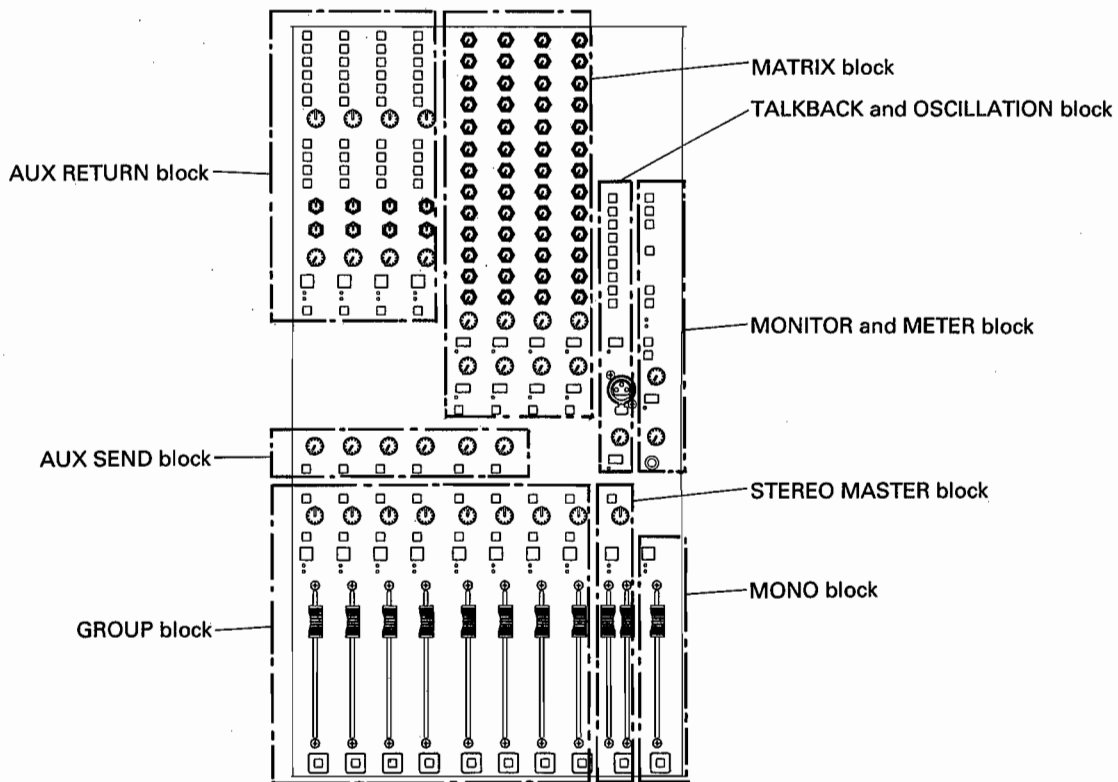 MATRIX block
TALKBACK and OSCILLATION block
AUX RETURN block
MONITOR and METER block
AUX SEND block
STEREO MASTER block
MONO block
GROUP block